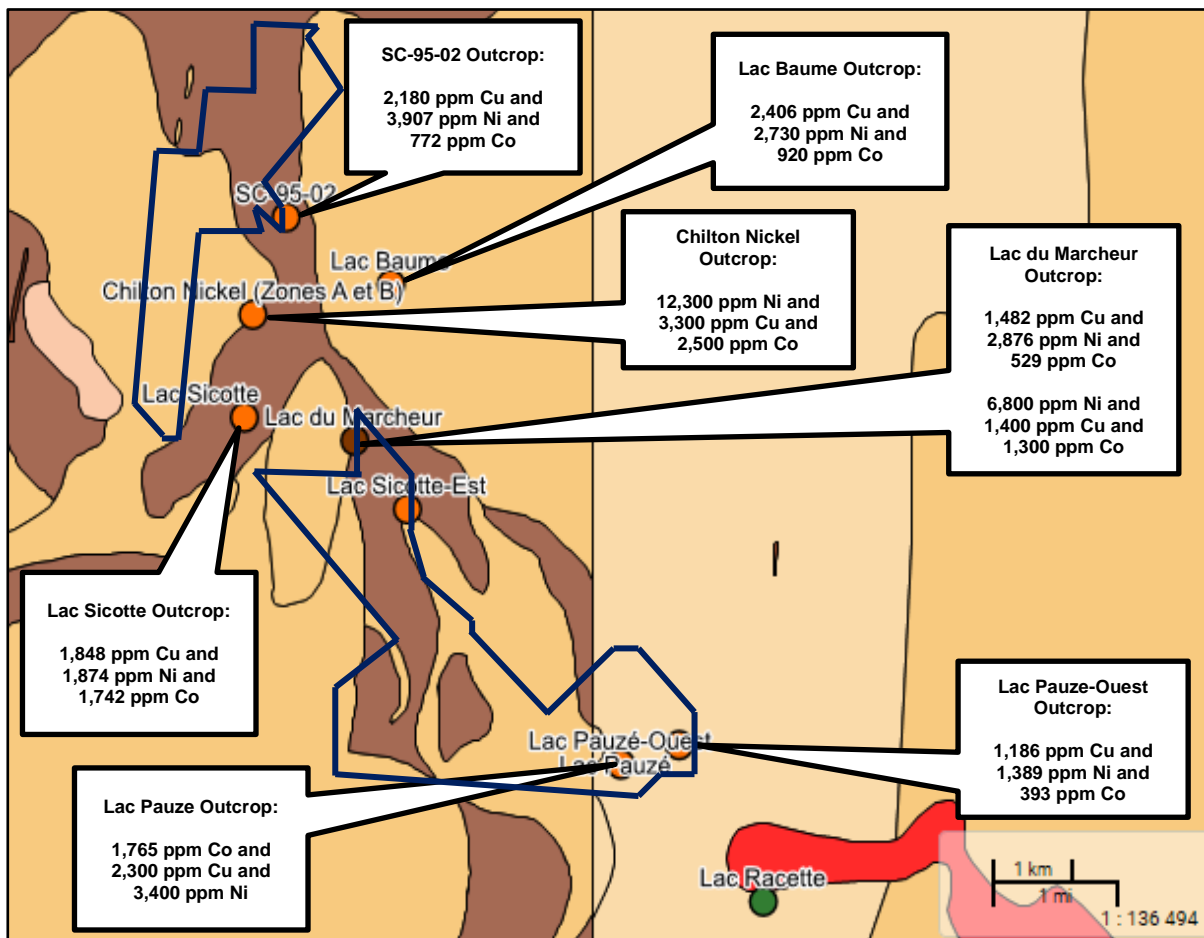 SC-95-02 Outcrop:
2,180 ppm Cu and
3,907 ppm Ni and
772 ppm Co
Lac Baume Outcrop:
2,406 ppm Cu and
2,730 ppm Ni and
920 ppm Co
Chilton Nickel
Outcrop:
12,300 ppm Ni and
3,300 ppm Cu and
2,500 ppm Co
Lac du Marcheur
Outcrop:
1,482 ppm Cu and
2,876 ppm Ni and
529 ppm Co
6,800 ppm Ni and
1,400 ppm Cu and
1,300 ppm Co
SC-95-02
Lac Baume
Chilton Nickel (Zones A et B)
Lac Sicotte
Lac du Marcheur
Lac Sicotte-Est
Lac Sicotte Outcrop:
1,848 ppm Cu and
1,874 ppm Ni and
1,742 ppm Co
Lac Pauzé-Ouest
Lac Pauzé
Lac Pauze-Ouest
Outcrop:
1,186 ppm Cu and
1,389 ppm Ni and
393 ppm Co
Lac Pauze Outcrop:
1,765 ppm Co and
2,300 ppm Cu and
3,400 ppm Ni
Lac Racette
1 km
1 mi
1 : 136 494